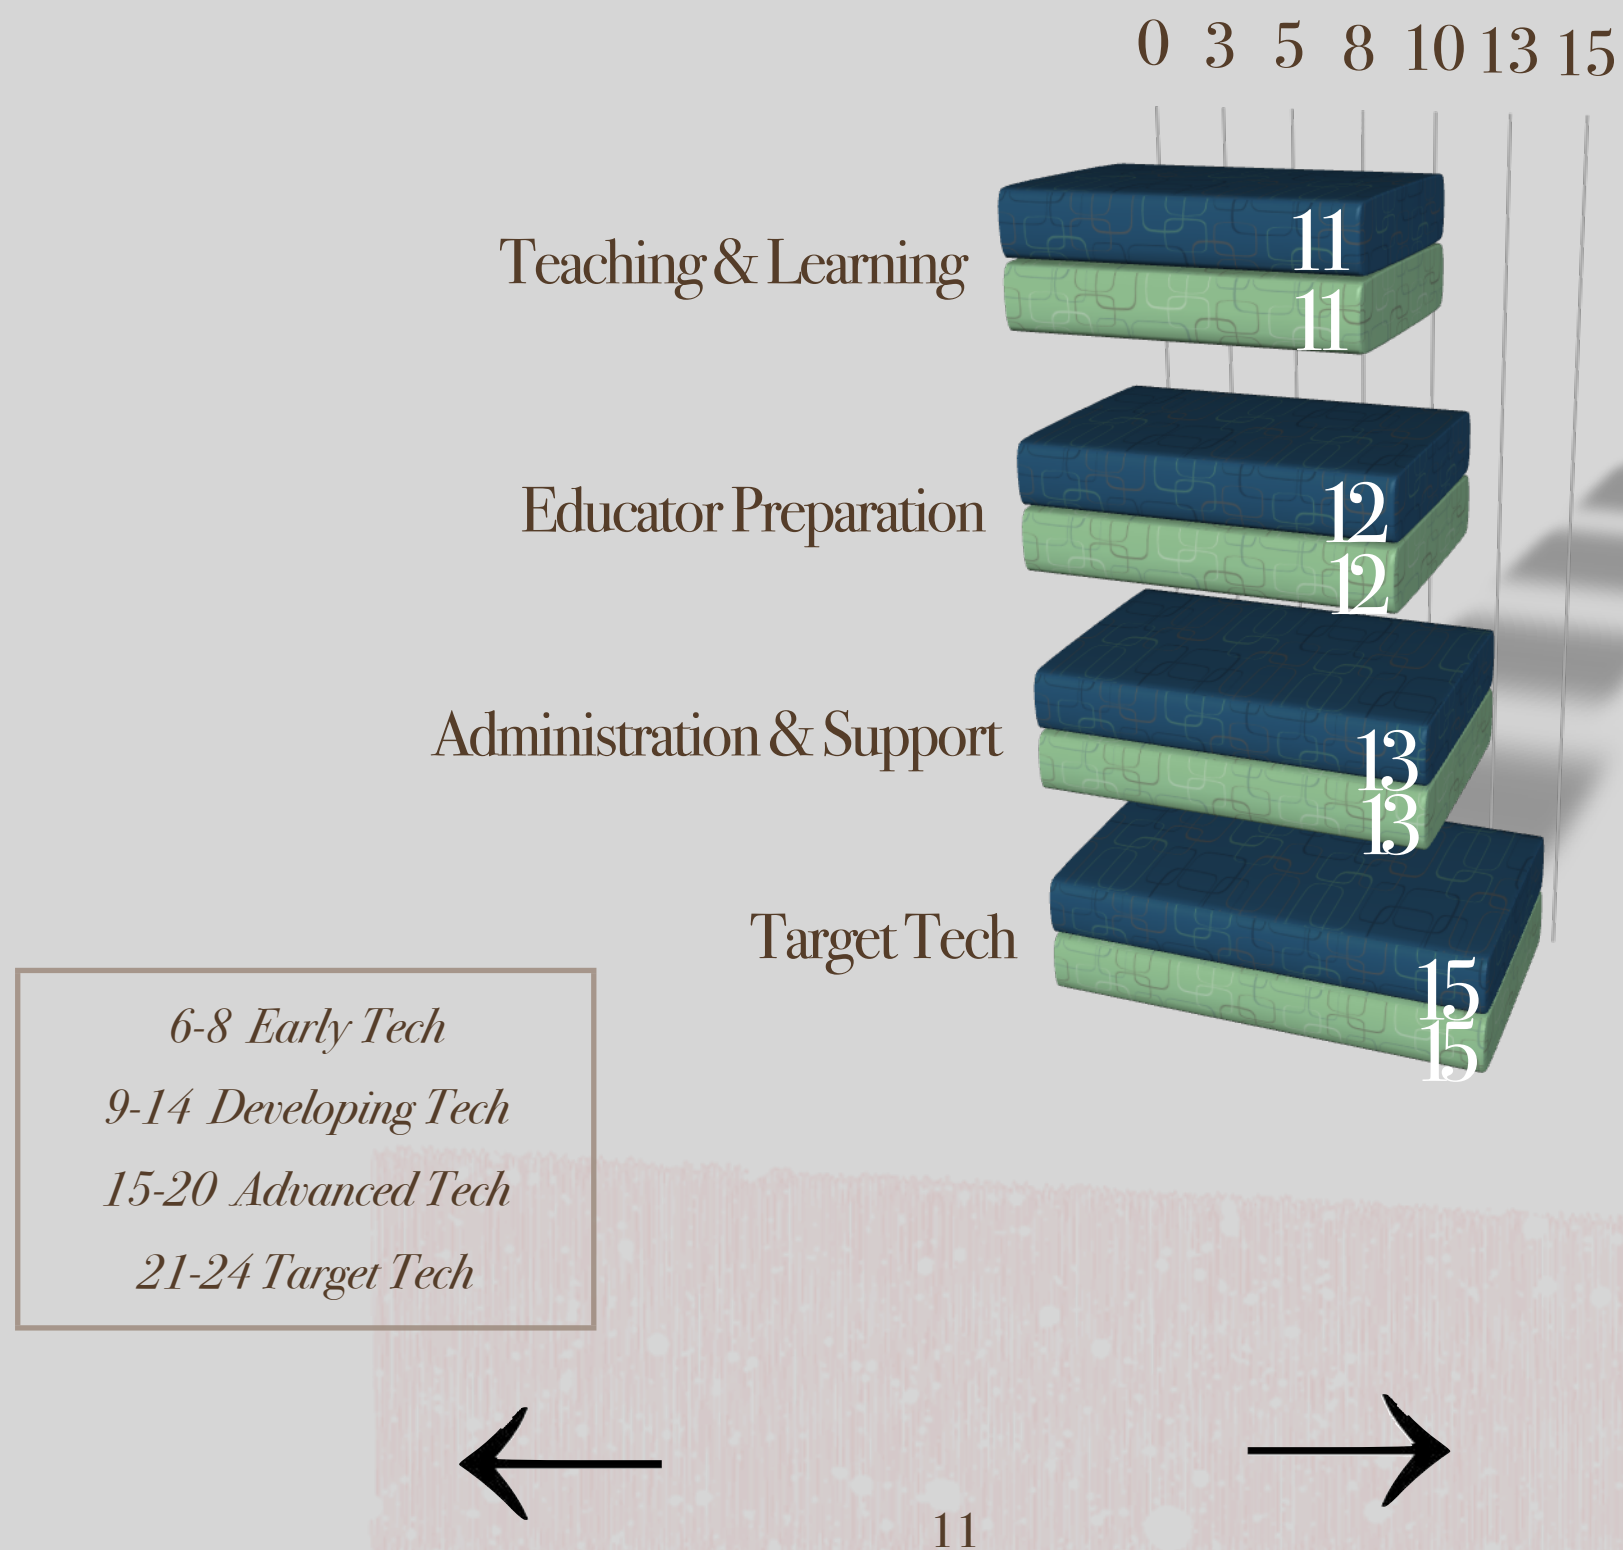 0 3 5 8 10 13 15
Teaching & Learning
11
11
Educator Preparation
12
12
Administration & Support
13
13
Target Tech
15
15
6-8 Early Tech
9-14 Developing Tech
15-20 Advanced Tech
21-24 Target Tech
11